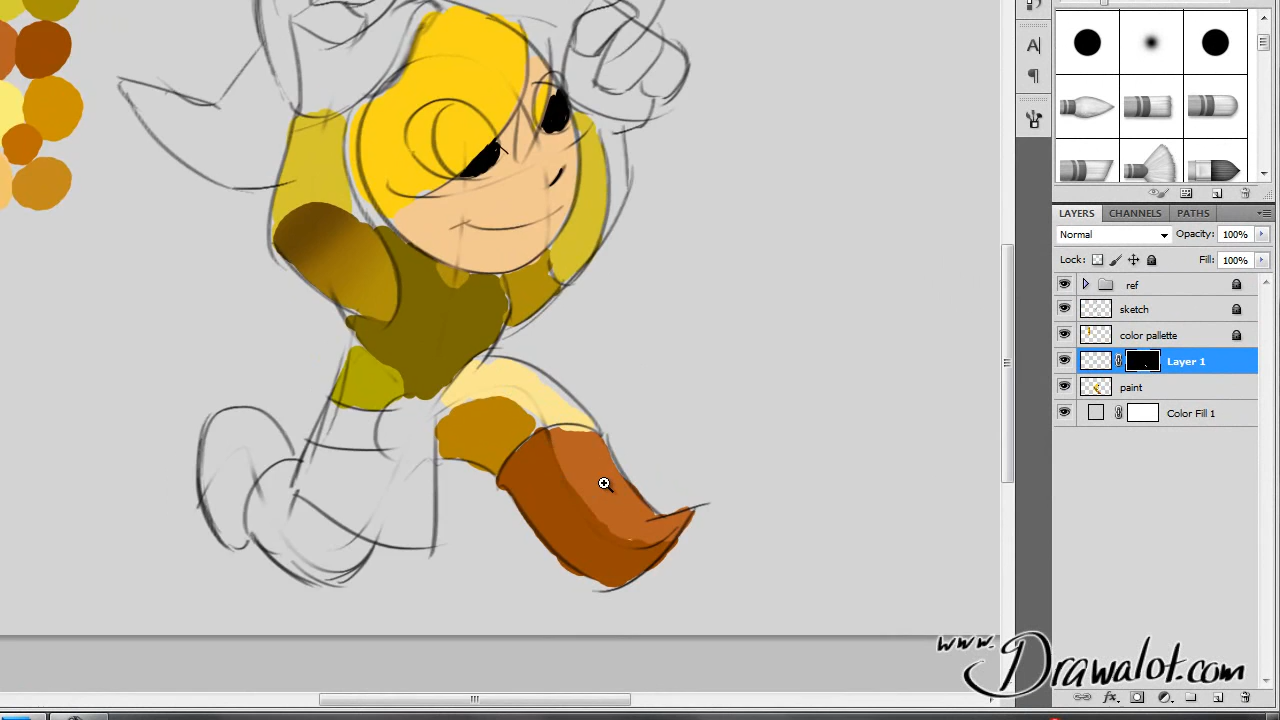 A|
¶
LAYERS CHANNELS PATHS
Normal Opacity: 100%
Lock: Fill: 100%
ref
sketch
color pallette
Layer 1
paint
Color Fill 1
www.Drawalot.com
fx